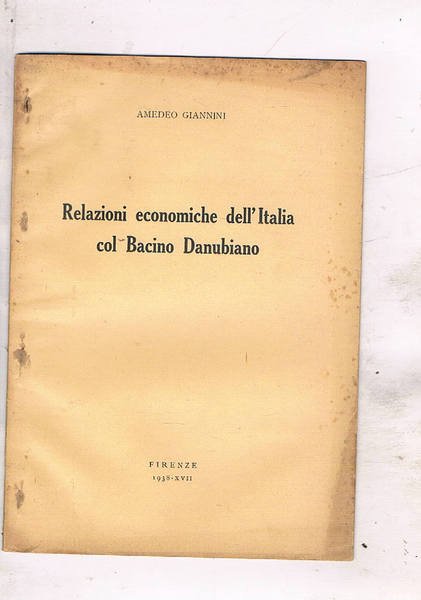 AMEDEO GIANNINI
Relazioni economiche dell'Italia
col Bacino Danubiano
FIRENZE
1938-XVII